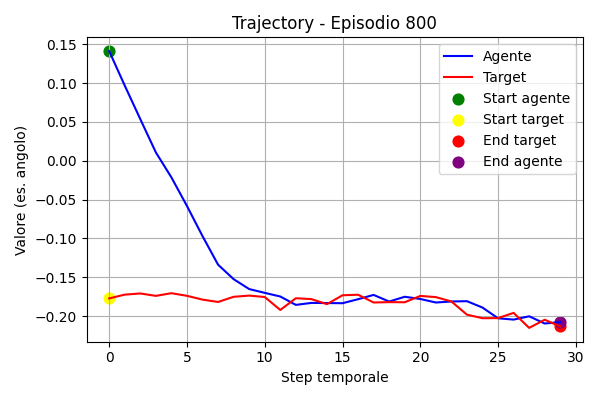 Trajectory - Episodio 800
Valore (es. angolo)
0.15
0.10
0.05
0.00
−0.05
−0.10
−0.15
−0.20
Agente
Target
Start agente
Start target
End target
End agente
0 5 10 15 20 25 30
Step temporale